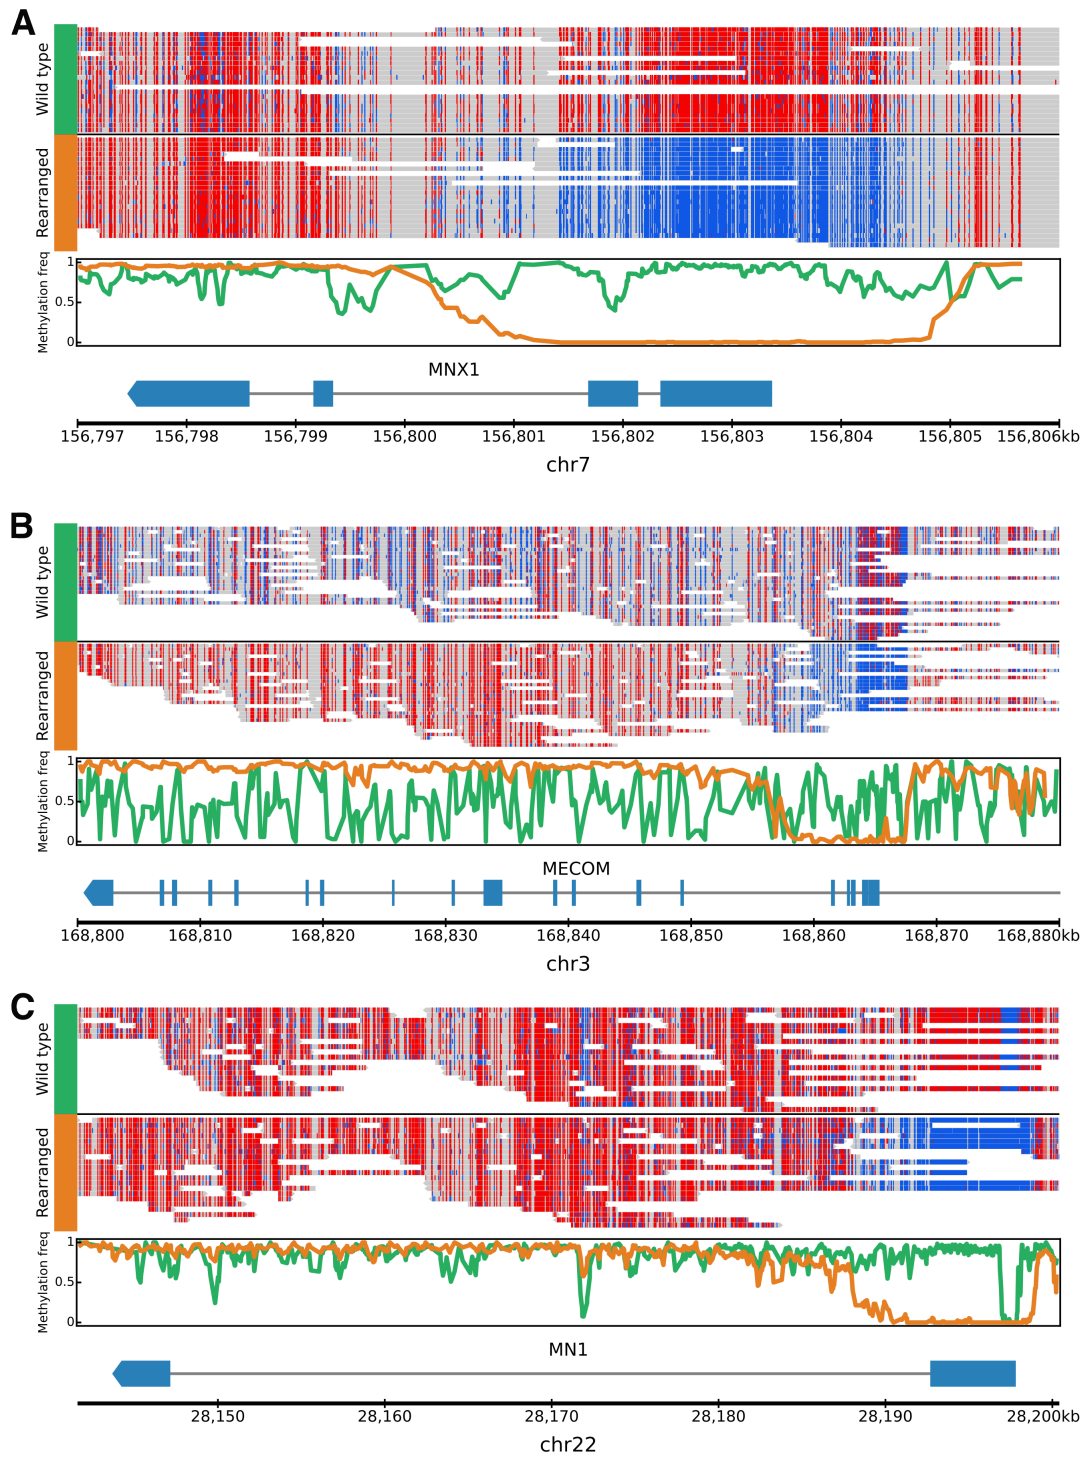 A
Wild type
Rearranged
Methylation freq
1
0.5
0
MNX1
156,797 156,798 156,799 156,800 156,801 156,802 156,803 156,804 156,805 156,806kb
chr7
B
Wild type
Rearranged
Methylation freq
1
0.5
0
MECOM
168,800 168,810 168,820 168,830 168,840 168,850 168,860 168,870 168,880kb
chr3
C
Wild type
Rearranged
Methylation freq
1
0.5
0
MN1
28,150 28,160 28,170 28,180 28,190 28,200kb
chr22